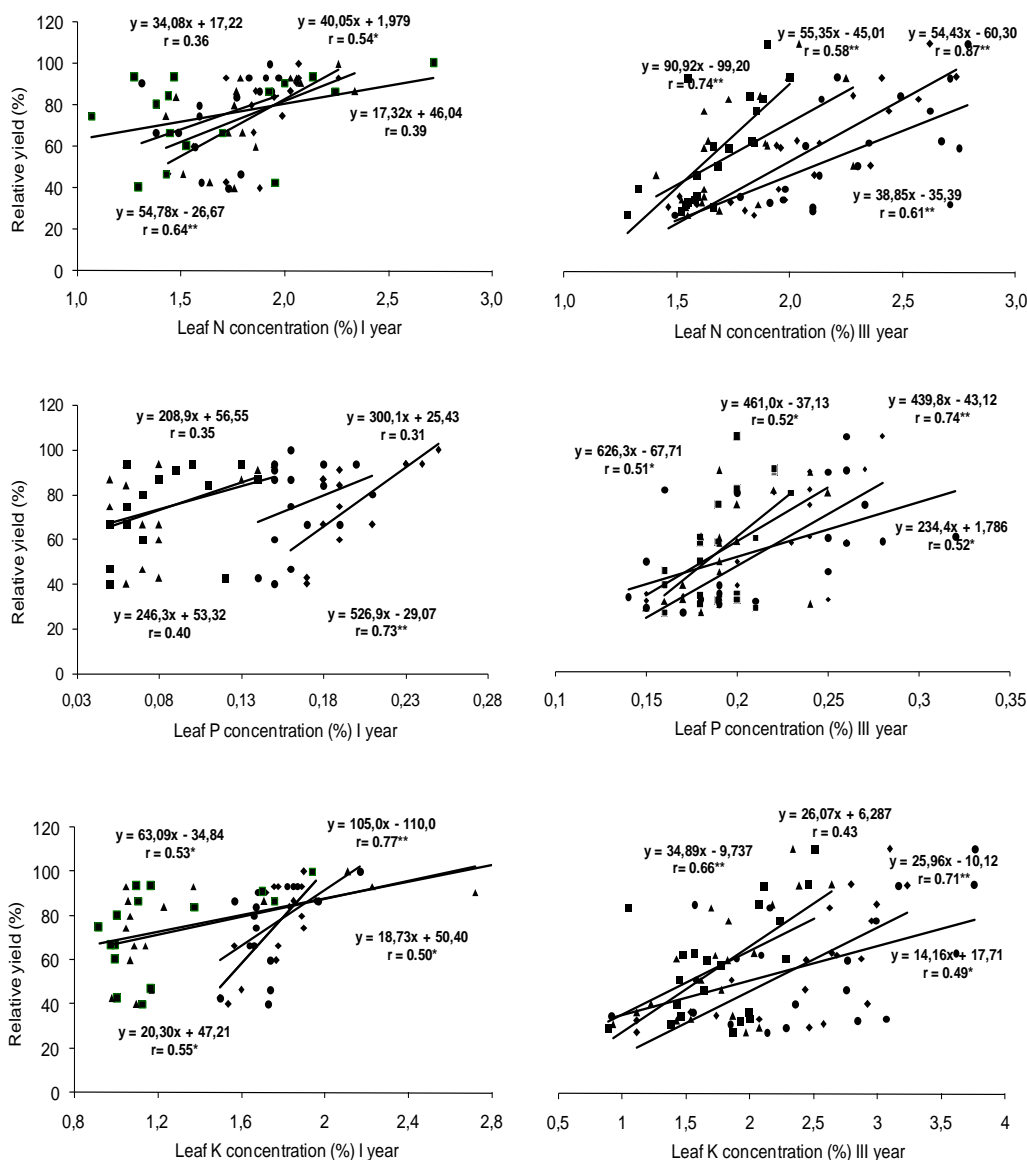 y = 34,08x + 17,22
r = 0.36
y = 40,05x + 1,979
r = 0.54*
17,32x + 46,04
r = 0.39
y = 54,78x - 26,67
r = 0.64**
Relative yield (%)
120
100
80
60
40
20
0
1,0
1,5
2,0
2,5
3,0
Leaf N concentration (%) I year
y = 90,92x - 99,20
r = 0.74**
y = 55,35x - 45,01
r = 0.58**
y = 54,43x - 60,30
r = 0.87**
y = 38,85x - 35,39
r = 0.61**
1,0
1,5
2,0
2,5
3,0
Leaf N concentration (%) III year
y = 208,9x + 56,55
r = 0.35
y = 300,1x + 25,43
r = 0.31
y = 246,3x + 53,32
r= 0.40
y = 526,9x - 29,07
r= 0.73**
Relative yield (%)
120
100
80
60
40
20
0
0,03
0,08
0,13
0,18
0,23
0,28
Leaf P concentration (%) I year
y = 626,3x - 67,71
r= 0.51*
y = 461,0x - 37,13
r= 0.52*
y = 439,8x - 43,12
r= 0.74**
y = 234,4x + 1,786
r= 0.52*
0,1
0,15
0,2
0,25
0,3
0,35
Leaf P concentration (%) III year
y = 63,09x - 34,84
r = 0.53*
y = 105,0x - 110,0
r = 0.77**
y = 18,73x + 50,40
r = 0.50*
y = 20,30x + 47,21
r= 0.55*
Relative yield (%)
120
100
80
60
40
20
0
0,8
1,2
1,6
2
2,4
2,8
Leaf K concentration (%) I year
y = 34,89x - 9,737
r = 0.66**
y = 26,07x + 6,287
r = 0.43
y = 25,96x - 10,12
r = 0.71**
y = 14,16x + 17,71
r = 0.49*
0,5
1
1,5
2
2,5
3
3,5
4
Leaf K concentration (%) III year